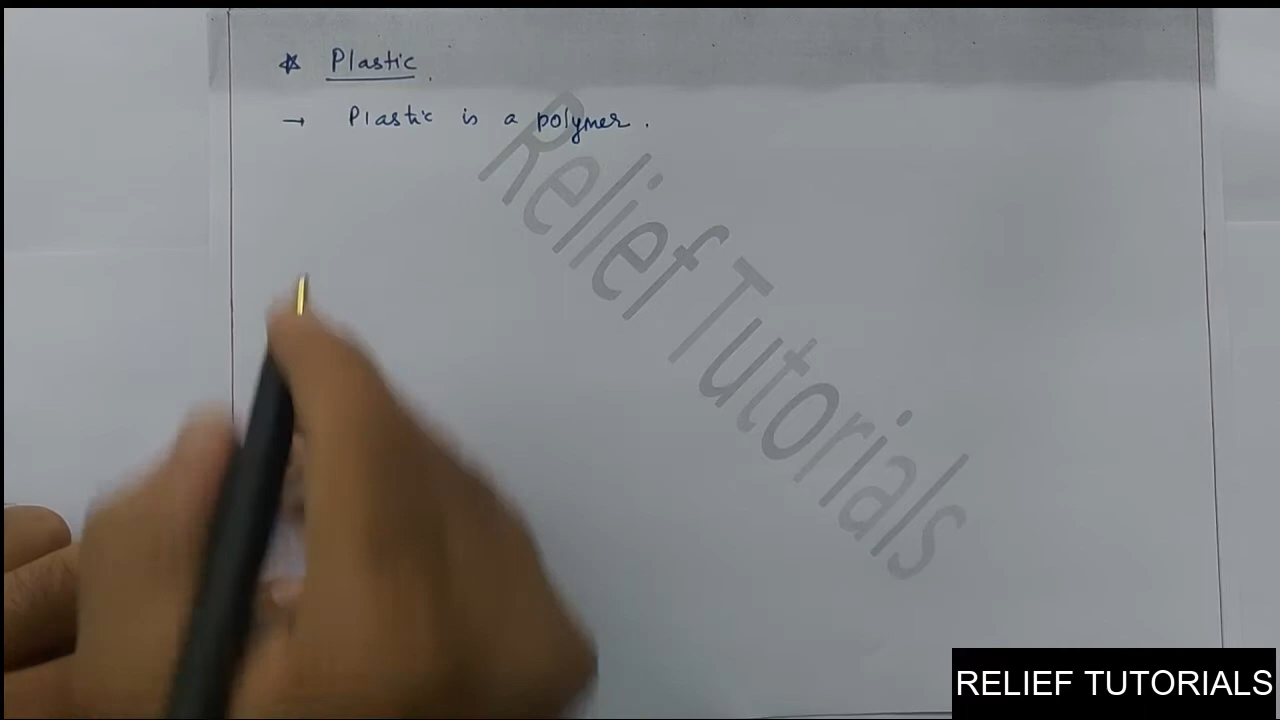 * Plastic.
→ Plastic is a polymer.
Relief Tutorials
RELIEF TUTORIALS